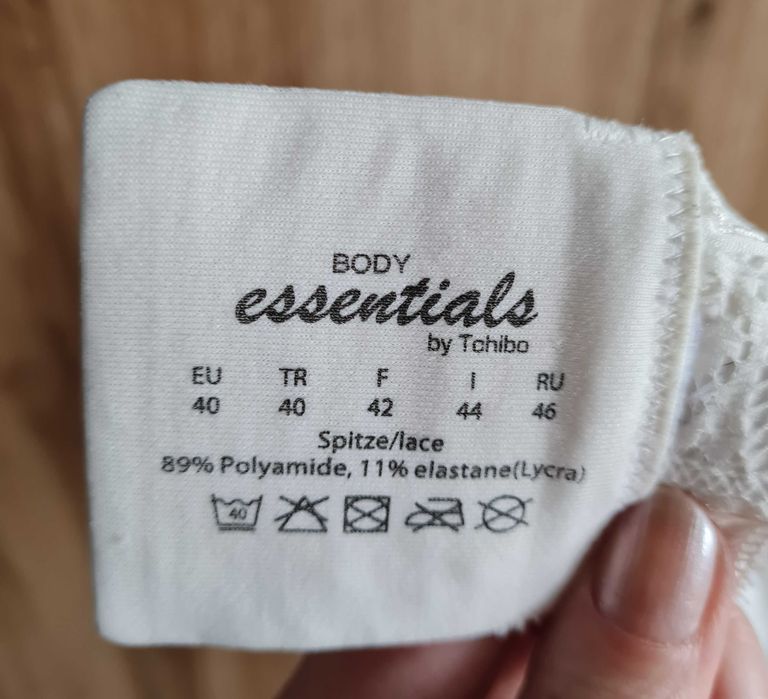 BODY
essentials
by Tchibo
EU TR F I RU
40 40 42 44 46
Spitze/lace
89% Polyamide, 11% elastane(Lycra)
40